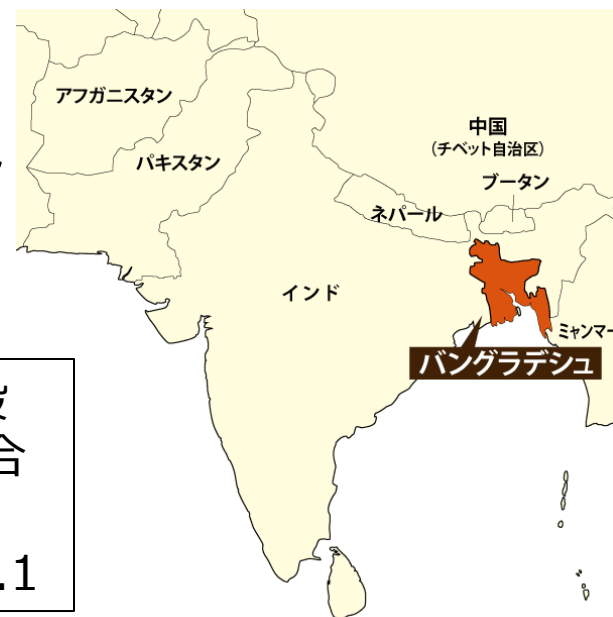 アフガニスタン
パキスタン
中国
(チベット自治区)
ブータン
ネパール
インド
ミャンマー
バングラデシュ
合
.1